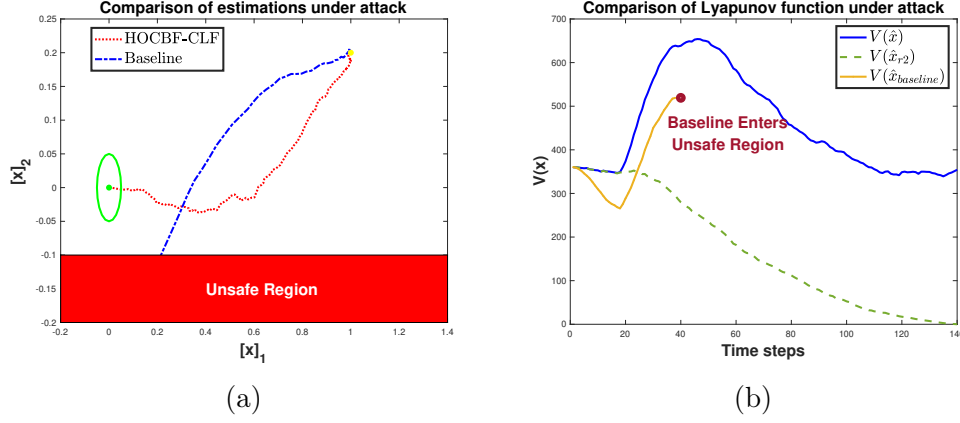 Comparison of estimations under attack
HOCBF-CLF
Baseline
0.25
0.2
0.15
0.1
0.05
0
-0.05
-0.1
-0.15
-0.2
[x]₂
Unsafe Region
-0.2
0
0.2
0.4
0.6
0.8
1
1.2
1.4
[x]₁
(a)
Comparison of Lyapunov function under attack
V(x̂)
V(x̂_{r2})
V(x̂_{baseline})
700
600
500
400
300
200
100
0
V(x)
Baseline Enters
Unsafe Region
0
20
40
60
80
100
120
140
Time steps
(b)